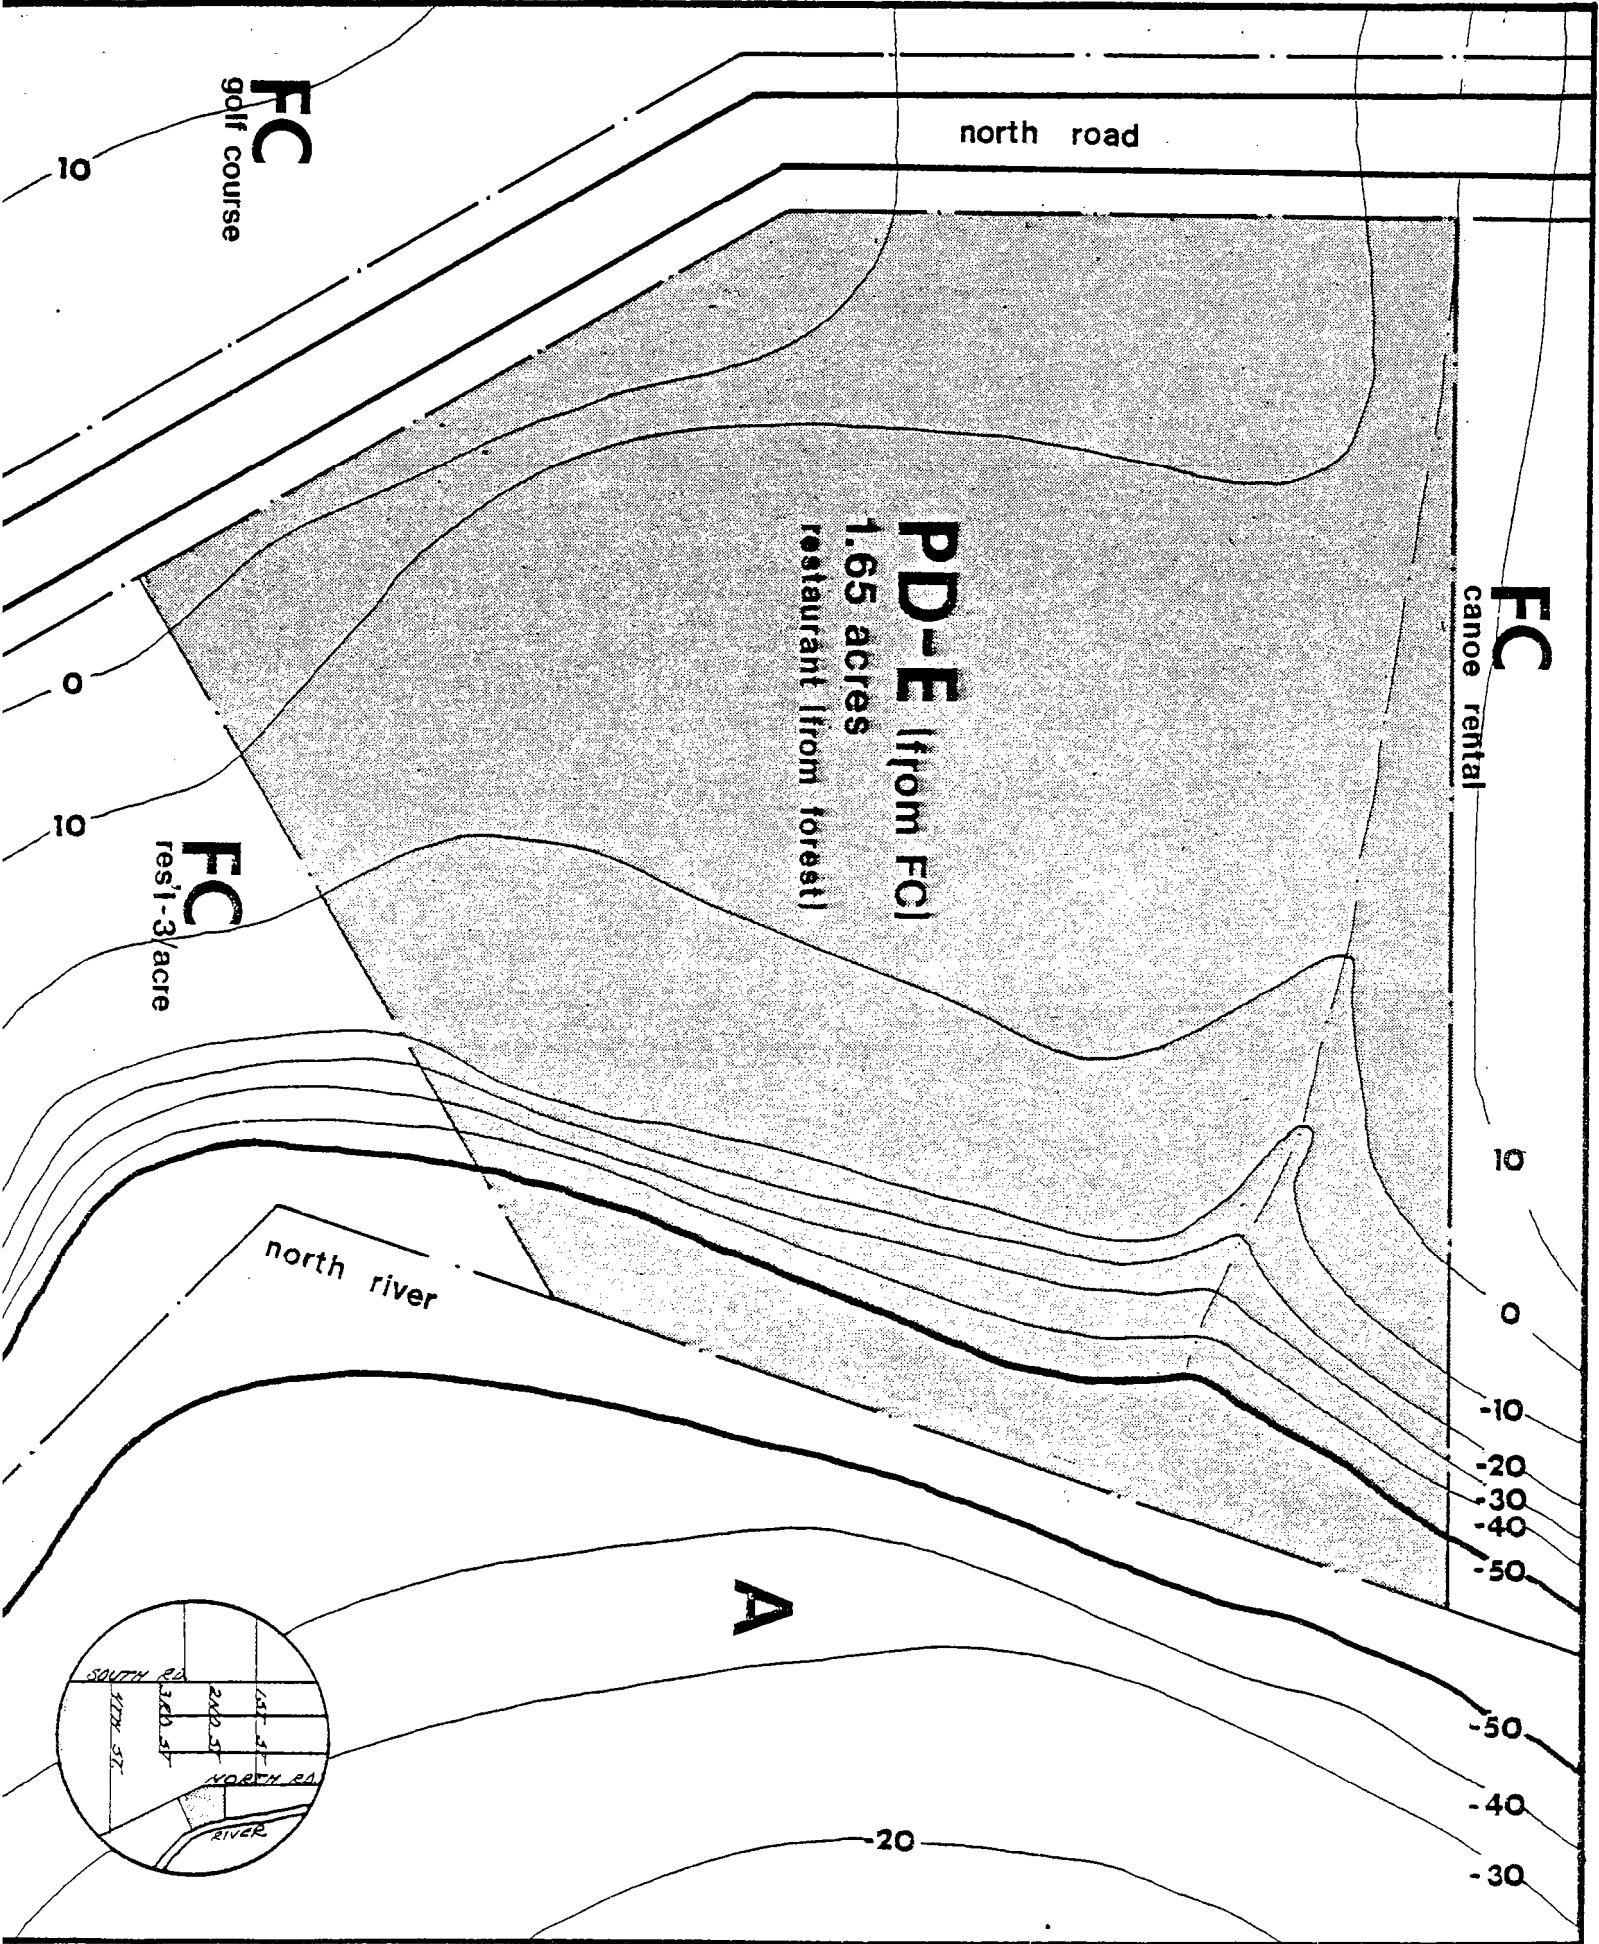 north road
FC
golf course
10
PD-E [from FC]
1.65 acres
restaurant [from forest]
FC
canoe rental
0
10
FC
res'l-3/acre
north river
10
0
-10
-20
-30
-40
-50
A
-50
-40
-30
-20
SOUTH RD.
1ST ST
2ND ST
3RD ST
4TH ST.
NORTH RD.
RIVER